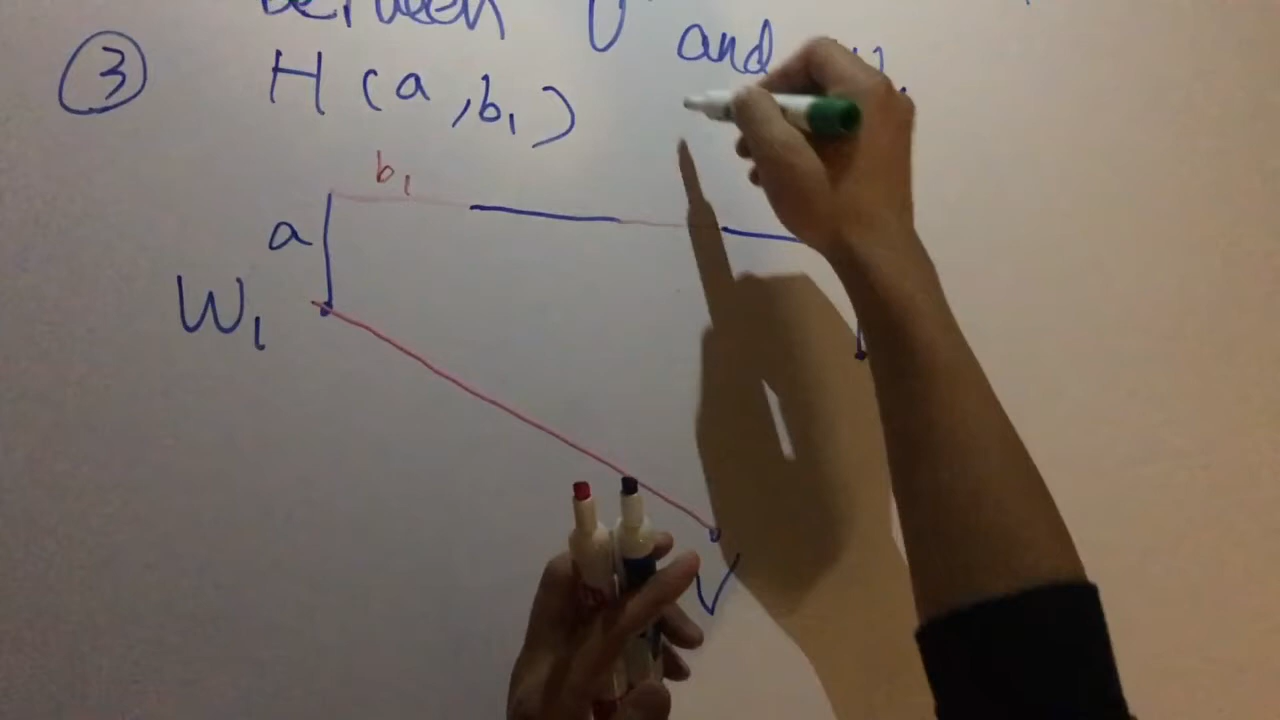 between
and
③ H(a,b₁)
b₁
a
W₁
V